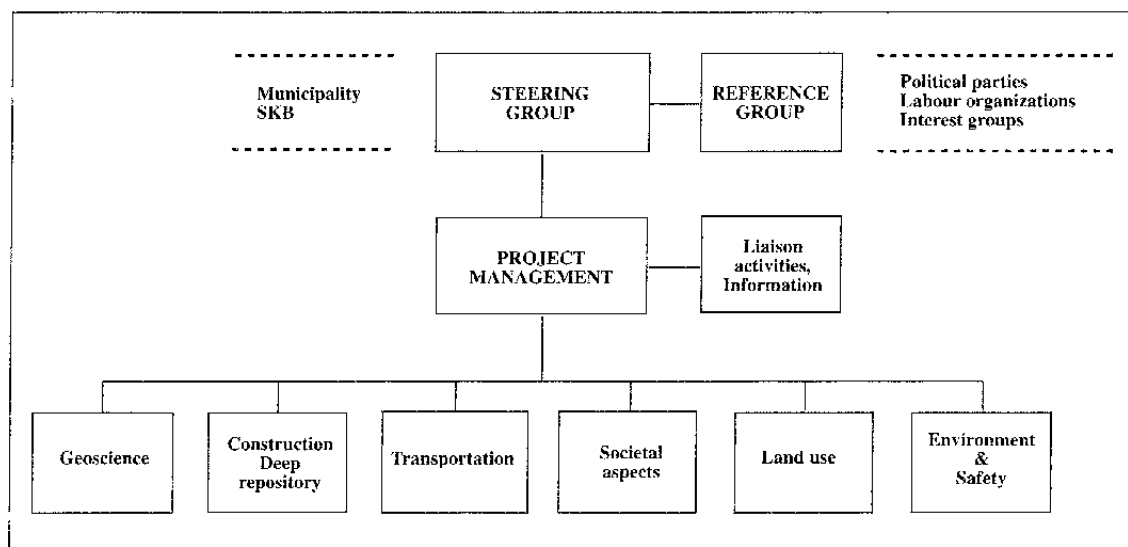 Municipality
SKB
STEERING
GROUP
REFERENCE
GROUP
Political parties
Labour organizations
Interest groups
PROJECT
MANAGEMENT
Liaison
activities,
Information
Geoscience
Construction
Deep
repository
Transportation
Societal
aspects
Land use
Environment
&
Safety